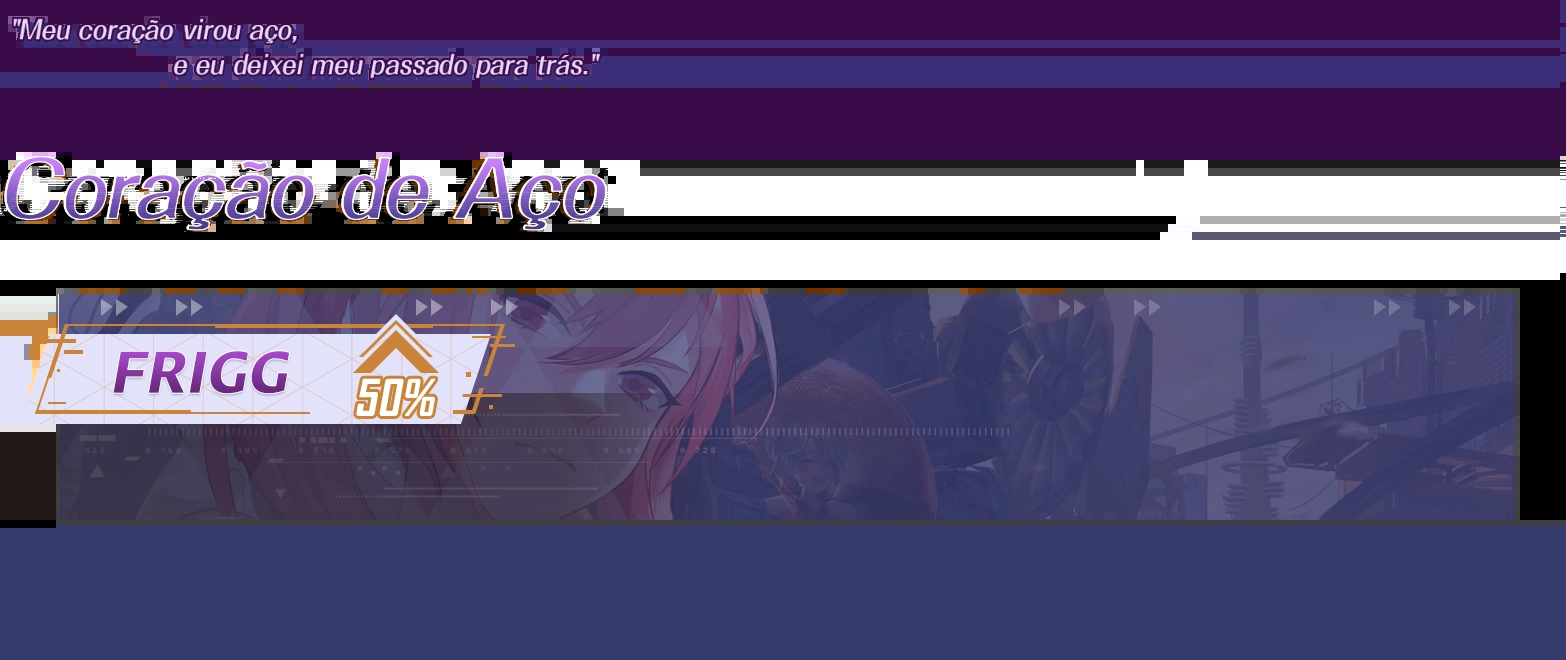 "Meu coração virou aço,
e eu deixei meu passado para trás."
Coração de Aço
FRIGG
50%